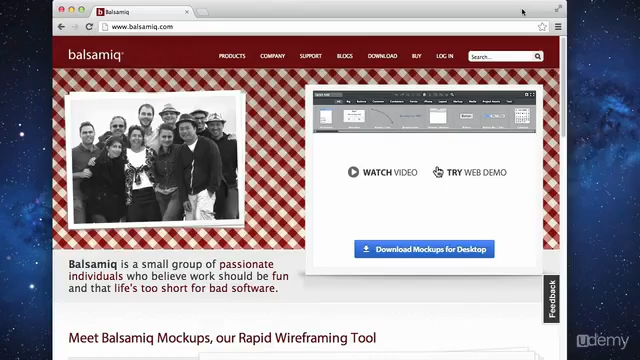 Balsamiq
www.balsamiq.com
balsamiq
PRODUCTS COMPANY SUPPORT BLOGS DOWNLOAD BUY LOG IN Search...
WATCH VIDEO TRY WEB DEMO
Download Mockups for Desktop
Balsamiq is a small group of passionate
individuals who believe work should be fun
and that life's too short for bad software.
Feedback
Meet Balsamiq Mockups, our Rapid Wireframing Tool
udemy